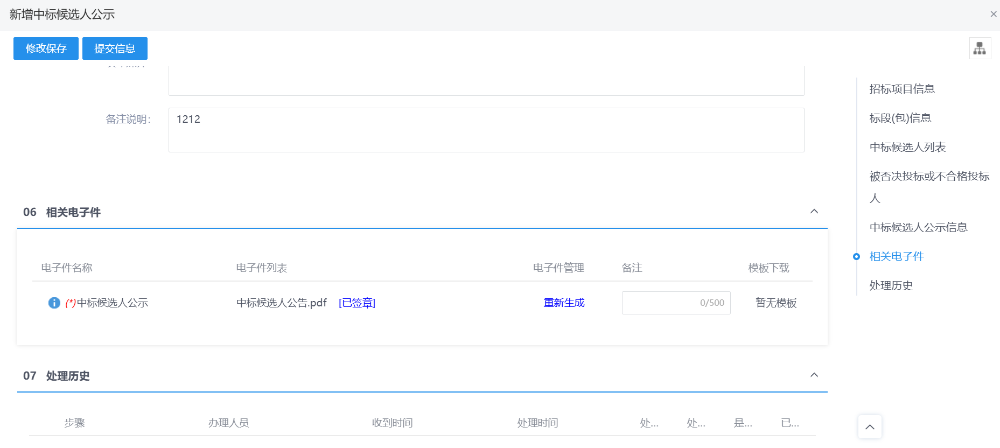 新增中标候选人公示
×
修改保存
提交信息
备注说明：
1212
06 相关电子件
电子件名称 电子件列表 电子件管理 备注 模板下载
(*)中标候选人公示 中标候选人公告.pdf [已签章] 重新生成 0/500 暂无模板
07 处理历史
步骤 办理人员 收到时间 处理时间 处... 处... 是... 已...
招标项目信息
标段(包)信息
中标候选人列表
被否决投标或不合格投标
人
中标候选人公示信息
相关电子件
处理历史